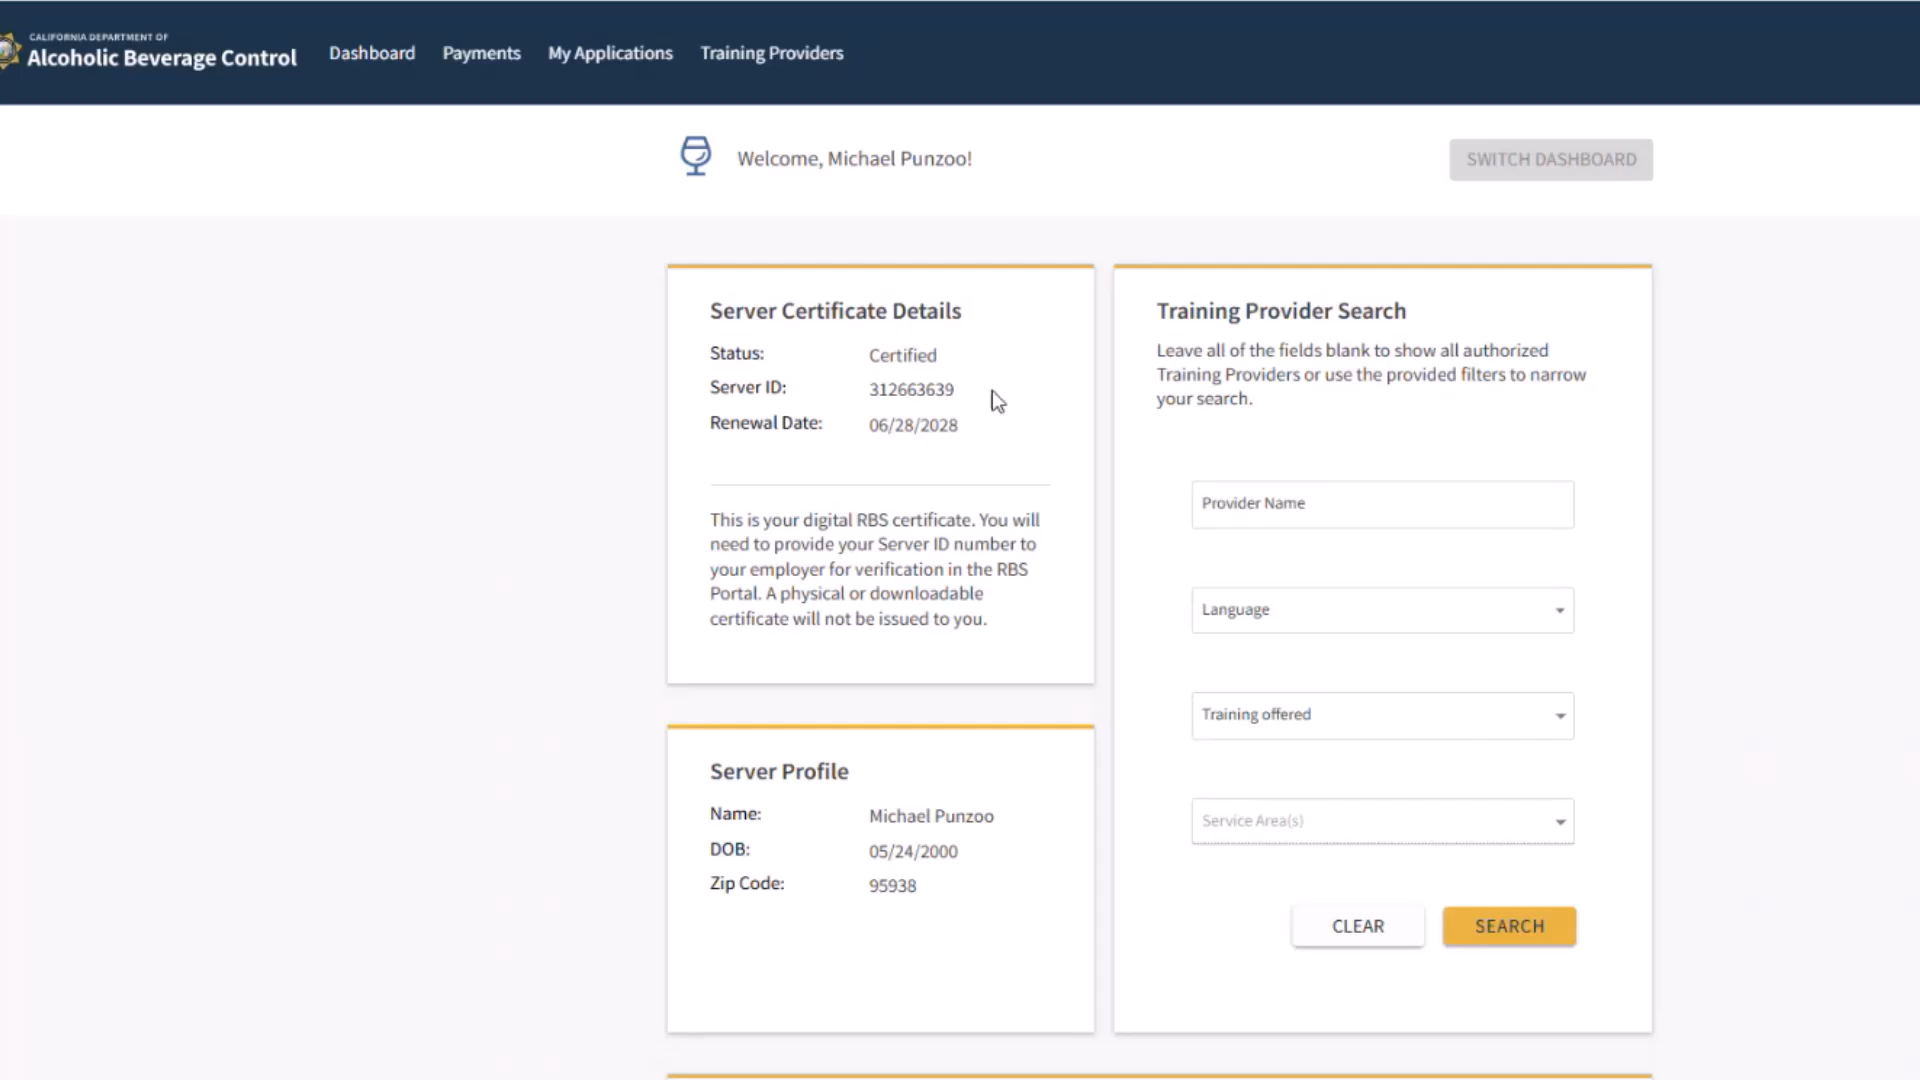 CALIFORNIA DEPARTMENT OF
Alcoholic Beverage Control
Dashboard
Payments
My Applications
Training Providers
Welcome, Michael Punzoo!
SWITCH DASHBOARD
Server Certificate Details
Status: Certified
Server ID: 312663639
Renewal Date: 06/28/2028
This is your digital RBS certificate. You will
need to provide your Server ID number to
your employer for verification in the RBS
Portal. A physical or downloadable
certificate will not be issued to you.
Server Profile
Name: Michael Punzoo
DOB: 05/24/2000
Zip Code: 95938
Training Provider Search
Leave all of the fields blank to show all authorized
Training Providers or use the provided filters to narrow
your search.
Provider Name
Language
Training offered
Service Area(s)
CLEAR
SEARCH